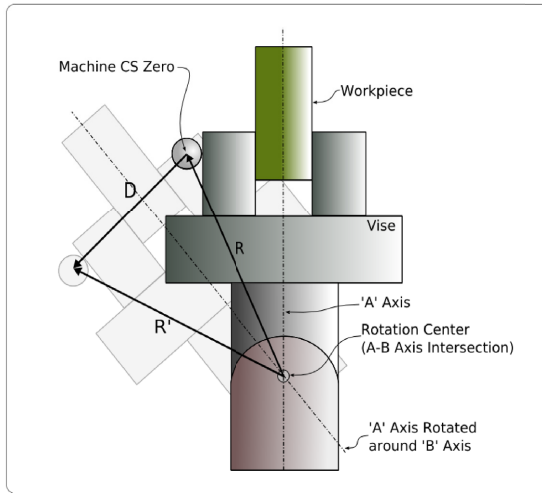 Machine CS Zero
Workpiece
D
Vise
R
'A' Axis
R'
Rotation Center
(A-B Axis Intersection)
'A' Axis Rotated
around 'B' Axis